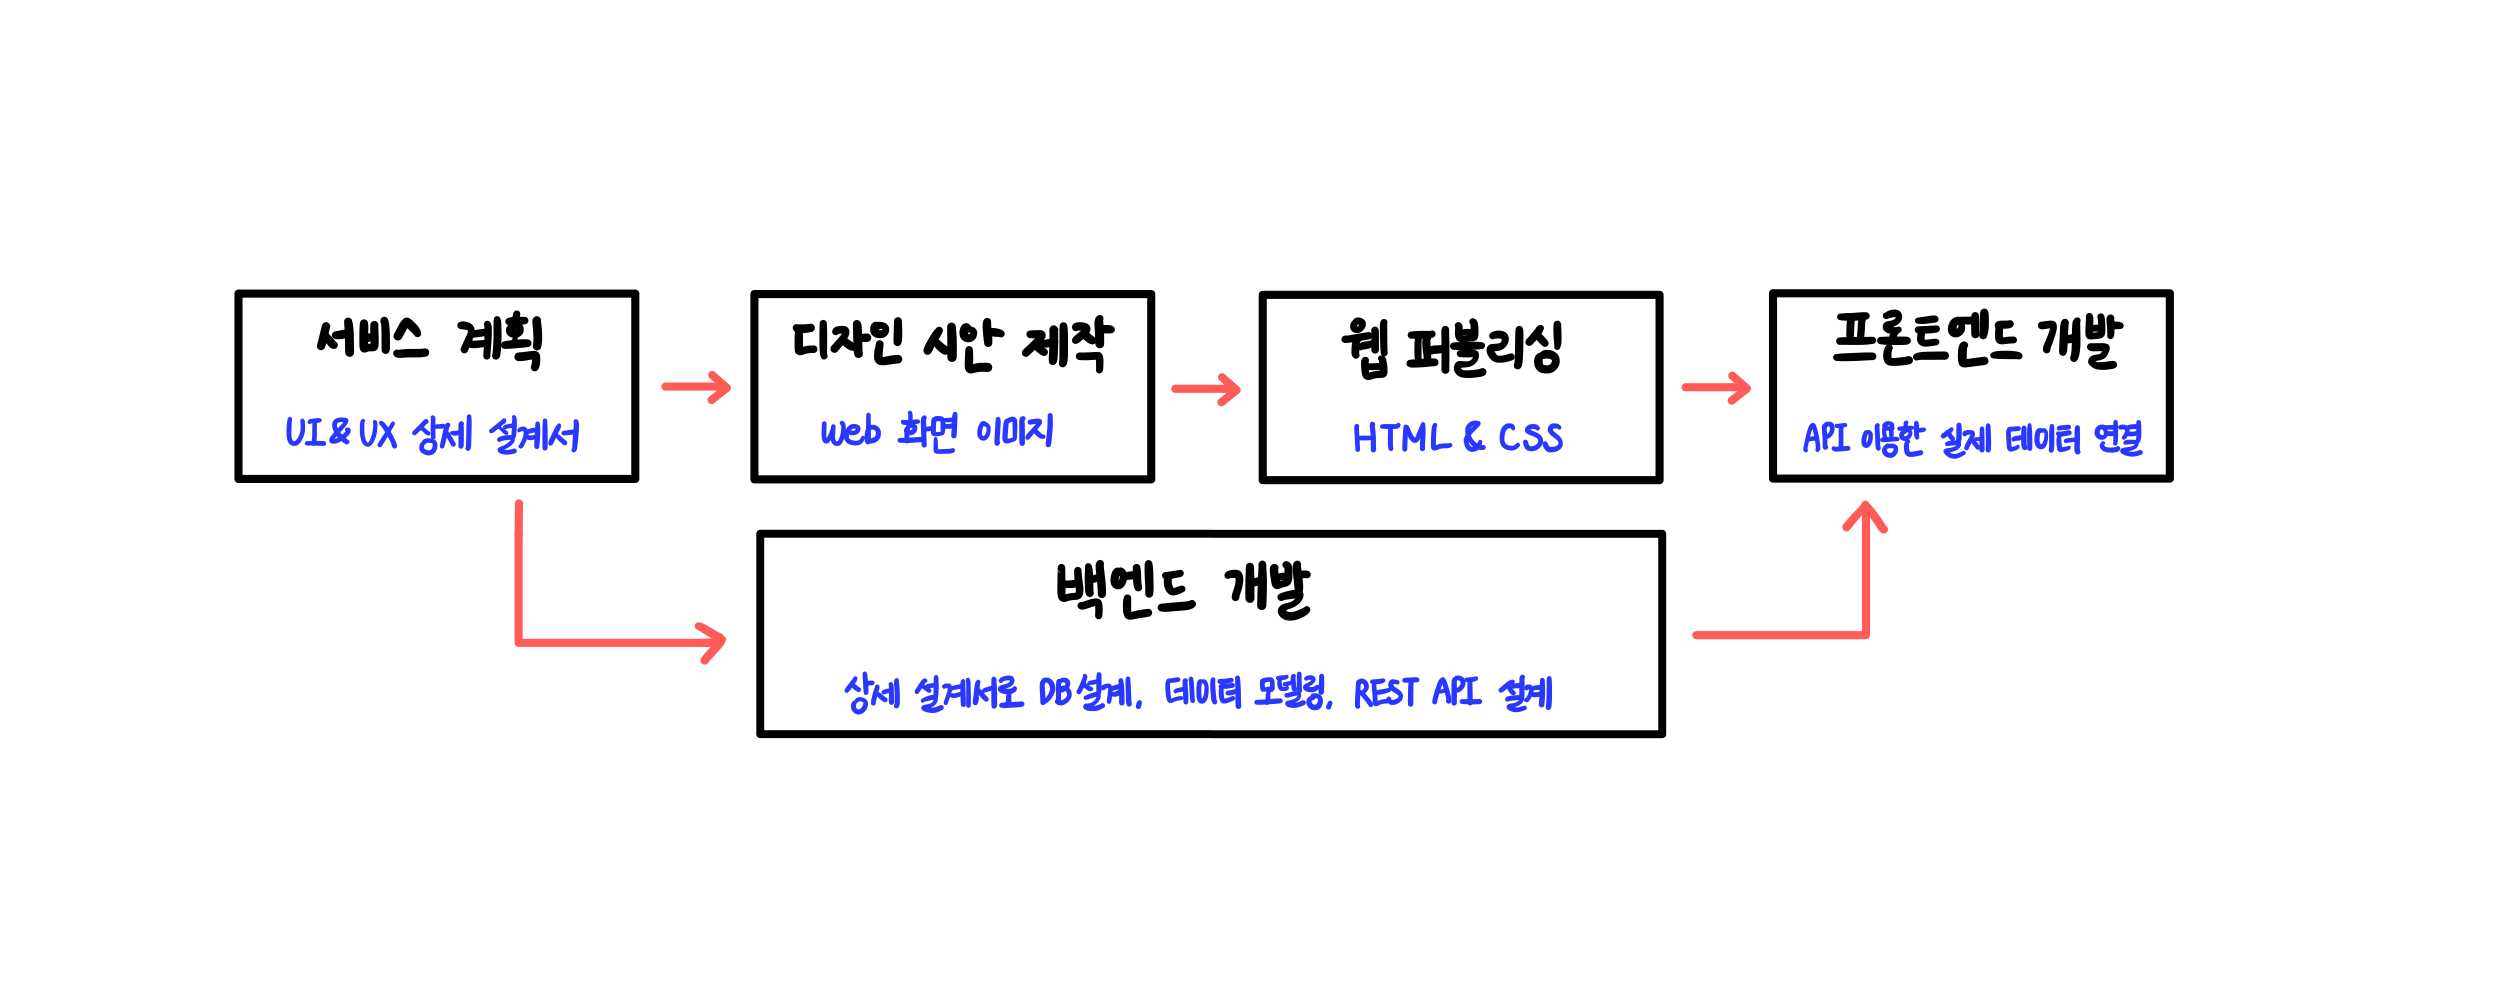 서비스 계획
UI&UX 상세 설계서
디자인 시안 제작
Web 화면 이미지
웹 퍼블리싱
HTML & CSS
프론트엔드 개발
API 이용한 실제 데이터 연결
백엔드 개발
상세 설계서로 DB설계, 데이터 모델링, REST API 설계